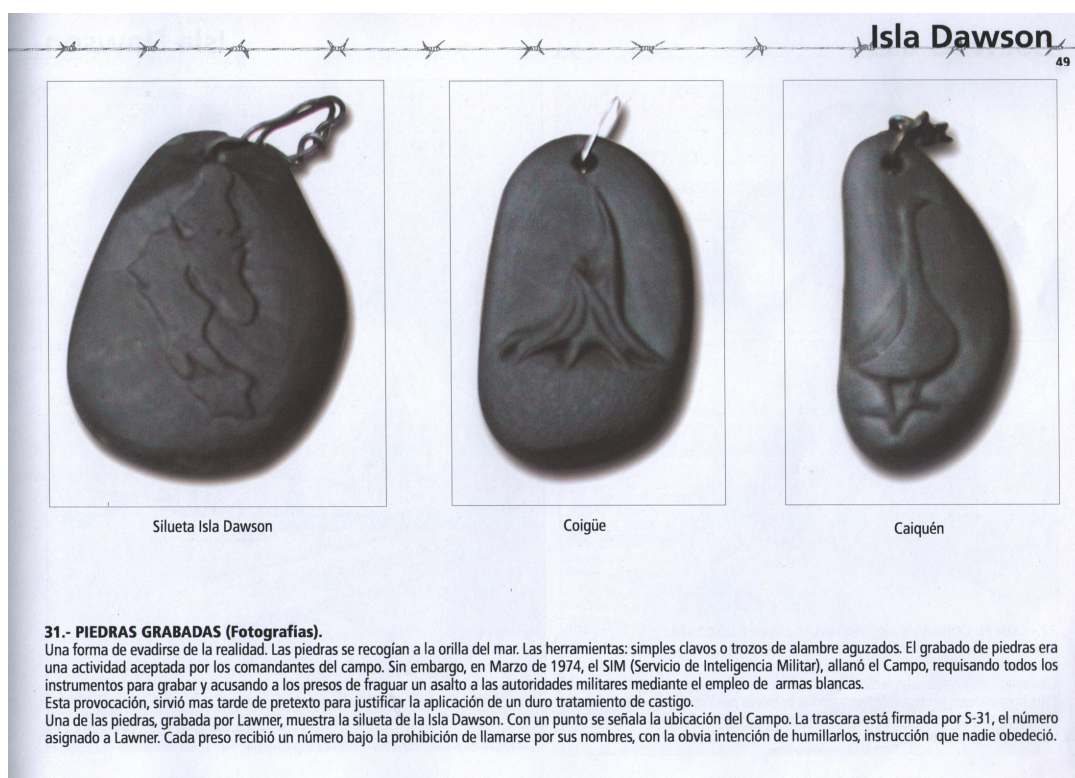 Isla Dawson
49
Silueta Isla Dawson
Coigüe
Caiquén
31.- PIEDRAS GRABADAS (Fotografías).
Una forma de evadirse de la realidad. Las piedras se recogían a la orilla del mar. Las herramientas: simples clavos o trozos de alambre aguzados. El grabado de piedras era
una actividad aceptada por los comandantes del campo. Sin embargo, en Marzo de 1974, el SIM (Servicio de Inteligencia Militar), allanó el Campo, requisando todos los
instrumentos para grabar y acusando a los presos de fraguar un asalto a las autoridades militares mediante el empleo de armas blancas.
Esta provocación, sirvió mas tarde de pretexto para justificar la aplicación de un duro tratamiento de castigo.
Una de las piedras, grabada por Lawner, muestra la silueta de la Isla Dawson. Con un punto se señala la ubicación del Campo. La trascara está firmada por S-31, el número
asignado a Lawner. Cada preso recibió un número bajo la prohibición de llamarse por sus nombres, con la obvia intención de humillarlos, instrucción que nadie obedeció.